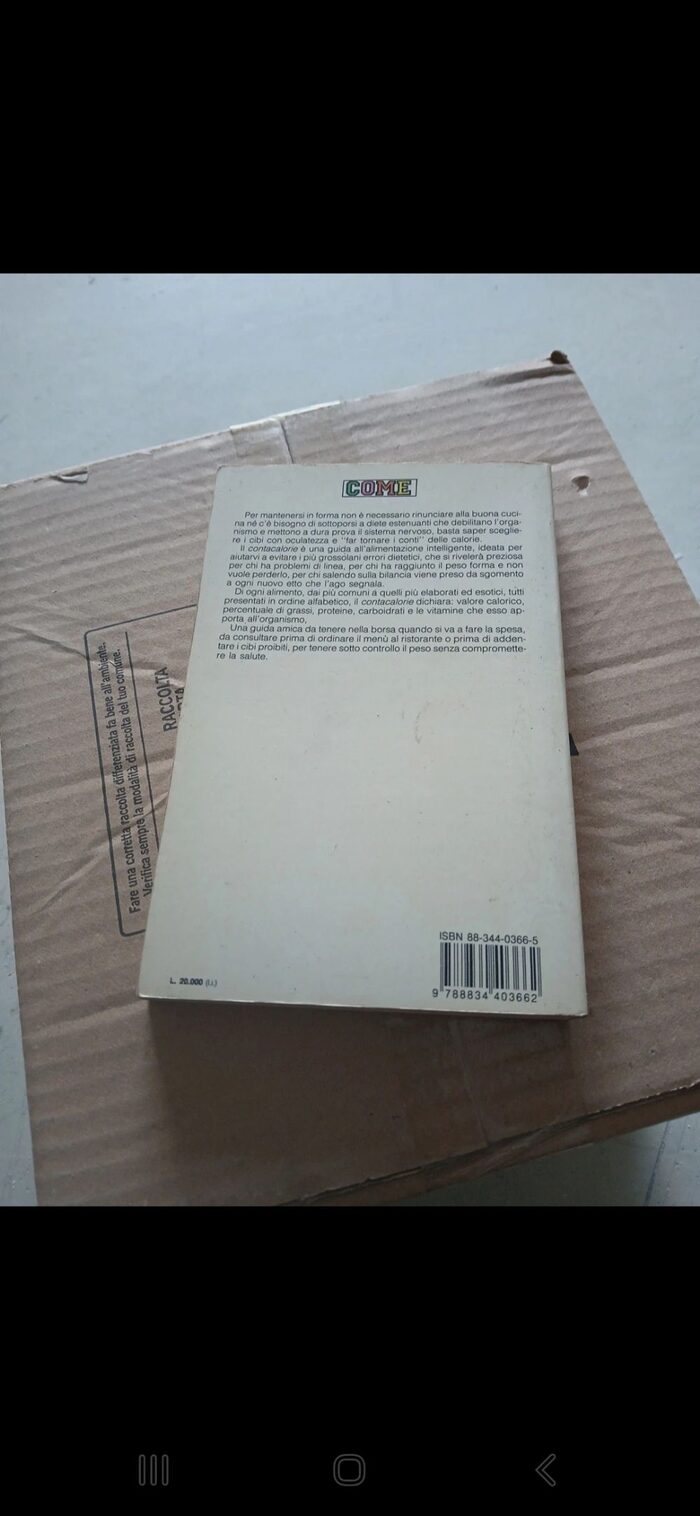 COME
Per mantenersi in forma non è necessario rinunciare alla buona cuci-
na né c'è bisogno di sottoporsi a diete estenuanti che debilitano l'orga-
nismo e mettono a dura prova il sistema nervoso, basta saper sceglie-
re i cibi con oculatezza e "far tornare i conti" delle calorie.
Il contacalorie è una guida all'alimentazione intelligente, ideata per
aiutarvi a evitare i più grossolani errori dietetici, che si rivelerà preziosa
per chi ha problemi di linea, per chi ha raggiunto il peso forma e non
vuole perderlo, per chi salendo sulla bilancia viene preso da sgomento
a ogni nuovo etto che l'ago segnala.
Di ogni alimento, dai più comuni a quelli più elaborati ed esotici, tutti
presentati in ordine alfabetico, il contacalorie dichiara: valore calorico,
percentuale di grassi, proteine, carboidrati e le vitamine che esso ap-
porta all'organismo,
Una guida amica da tenere nella borsa quando si va a fare la spesa,
da consultare prima di ordinare il menù al ristorante o prima di adden-
tare i cibi proibiti, per tenere sotto controllo il peso senza compromette-
re la salute.
ISBN 88-344-0366-5
9 788834 403662
L. 20.000 (i.i.)
Fare una corretta raccolta differenziata fa bene all'ambiente.
Verifica sempre la modalità di raccolta del tuo comune.
RACCOLTA